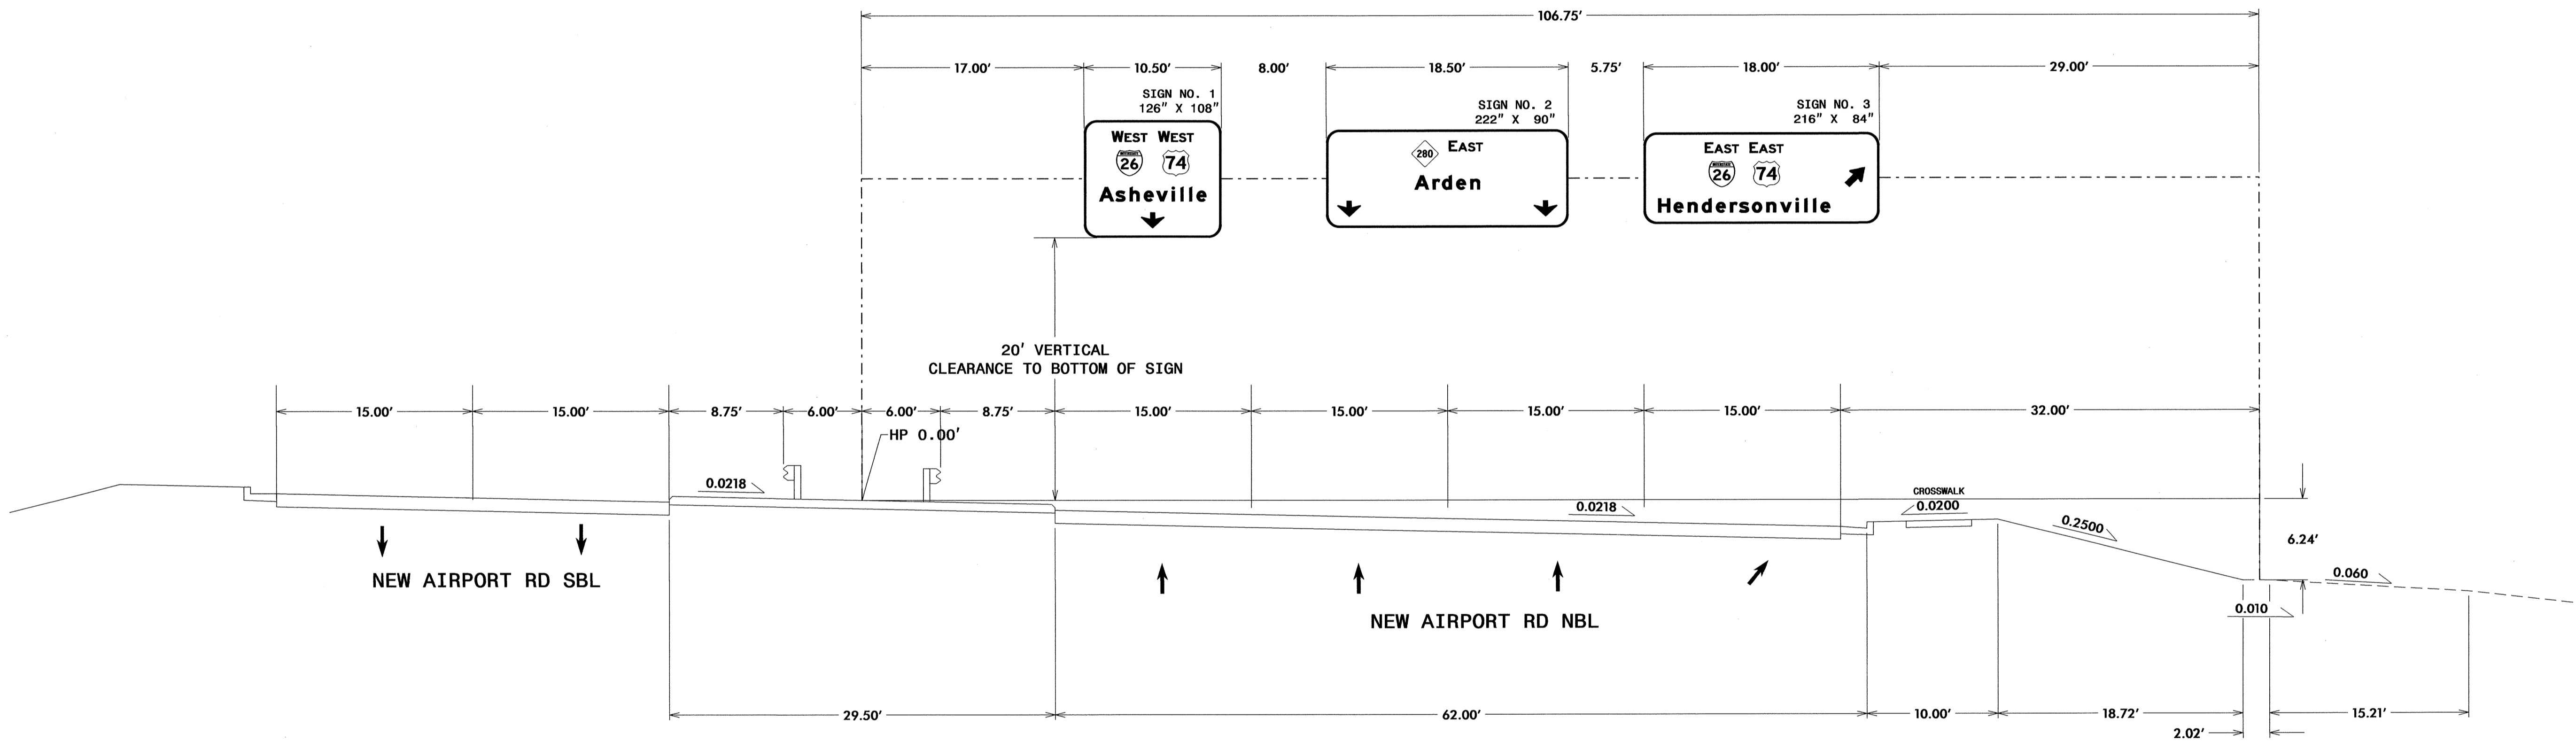 106.75'
17.00' 10.50' 8.00' 18.50' 5.75' 18.00' 29.00'
SIGN NO. 1
126" X 108"
SIGN NO. 2
222" X 90"
SIGN NO. 3
216" X 84"
WEST WEST
INTERSTATE
26 74
Asheville
280 EAST
Arden
EAST EAST
INTERSTATE
26 74
Hendersonville
20' VERTICAL
CLEARANCE TO BOTTOM OF SIGN
15.00' 15.00' 8.75' 6.00' 6.00' 8.75' 15.00' 15.00' 15.00' 15.00' 32.00'
HP 0.00'
0.0218
0.0218
CROSSWALK
0.0200
0.2500
6.24'
0.060
0.010
NEW AIRPORT RD SBL
NEW AIRPORT RD NBL
29.50' 62.00' 10.00' 18.72' 15.21'
2.02'